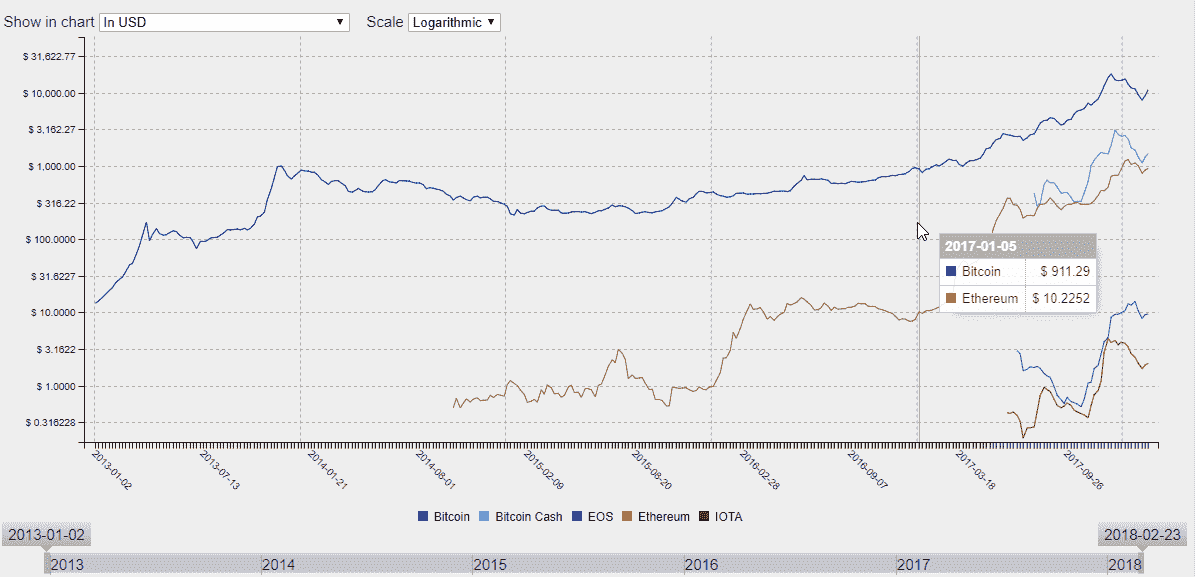 Show in chart In USD Scale Logarithmic
$ 31,622.77
$ 10,000.00
$ 3,162.27
$ 1,000.00
$ 316.22
$ 100.0000
$ 31.6227
$ 10.0000
$ 3.1622
$ 1.0000
$ 0.316228
2017-01-05
Bitcoin $ 911.29
Ethereum $ 10.2252
2013-01-02 2013-07-13 2014-01-21 2014-08-01 2015-02-09 2015-08-20 2016-02-28 2016-09-07 2017-03-18 2017-09-26
Bitcoin Bitcoin Cash EOS Ethereum IOTA
2013-01-02 2018-02-23
2013 2014 2015 2016 2017 2018